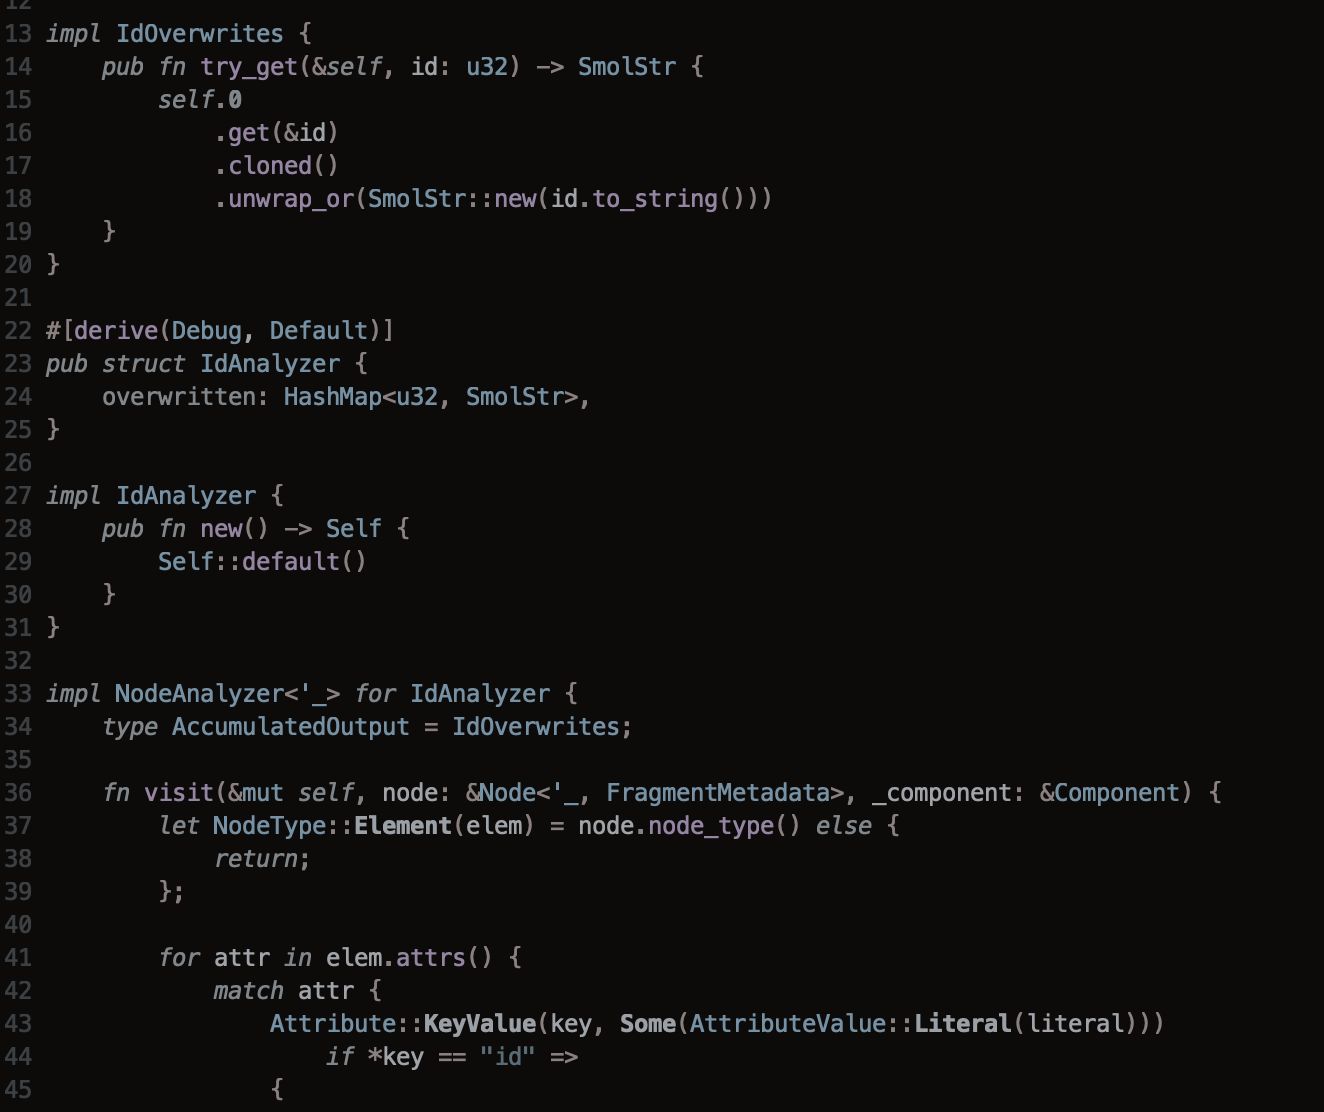 12
13 impl IdOverwrites {
14     pub fn try_get(&self, id: u32) -> SmolStr {
15         self.0
16             .get(&id)
17             .cloned()
18             .unwrap_or(SmolStr::new(id.to_string()))
19     }
20 }
21
22 #[derive(Debug, Default)]
23 pub struct IdAnalyzer {
24     overwritten: HashMap<u32, SmolStr>,
25 }
26
27 impl IdAnalyzer {
28     pub fn new() -> Self {
29         Self::default()
30     }
31 }
32
33 impl NodeAnalyzer<'_> for IdAnalyzer {
34     type AccumulatedOutput = IdOverwrites;
35
36     fn visit(&mut self, node: &Node<'_, FragmentMetadata>, _component: &Component) {
37         let NodeType::Element(elem) = node.node_type() else {
38             return;
39         };
40
41         for attr in elem.attrs() {
42             match attr {
43                 Attribute::KeyValue(key, Some(AttributeValue::Literal(literal)))
44                     if *key == "id" =>
45                 {